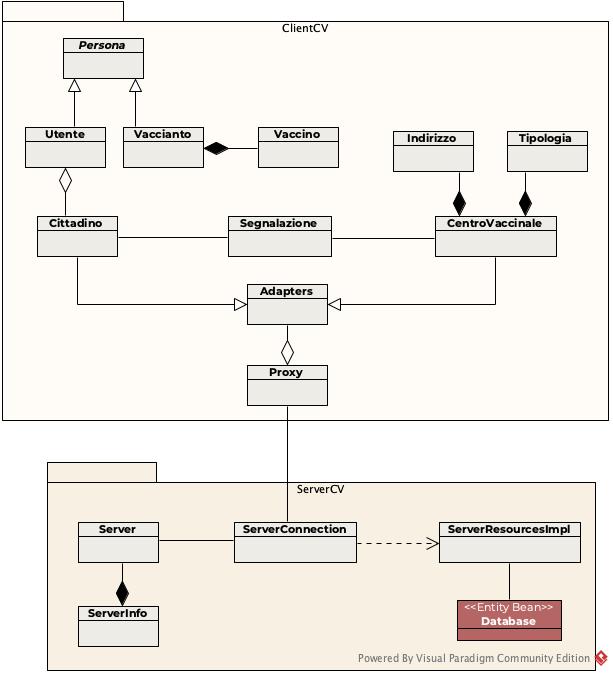 ClientCV
Persona
Utente
Vaccianto
Vaccino
Indirizzo
Tipologia
Cittadino
Segnalazione
CentroVaccinale
Adapters
Proxy
ServerCV
Server
ServerConnection
ServerResourcesImpl
ServerInfo
<<Entity Bean>>
Database
Powered By Visual Paradigm Community Edition